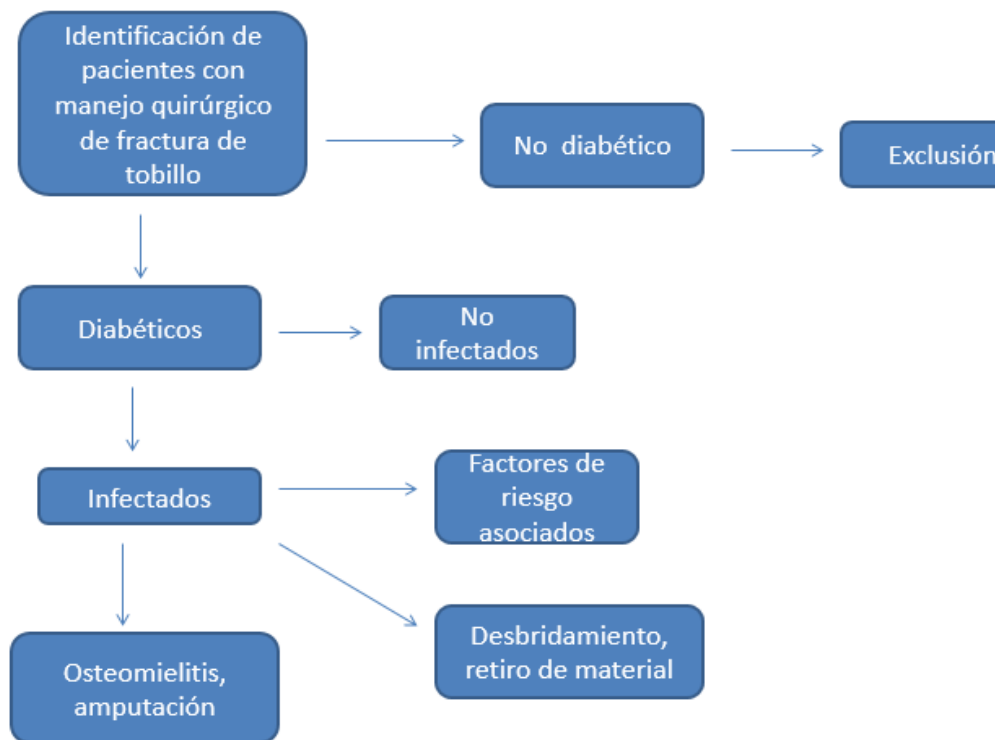 Identificación de
pacientes con
manejo quirúrgico
de fractura de
tobillo
No diabético
Exclusión
Diabéticos
No
infectados
Infectados
Factores de
riesgo
asociados
Osteomielitis,
amputación
Desbridamiento,
retiro de material